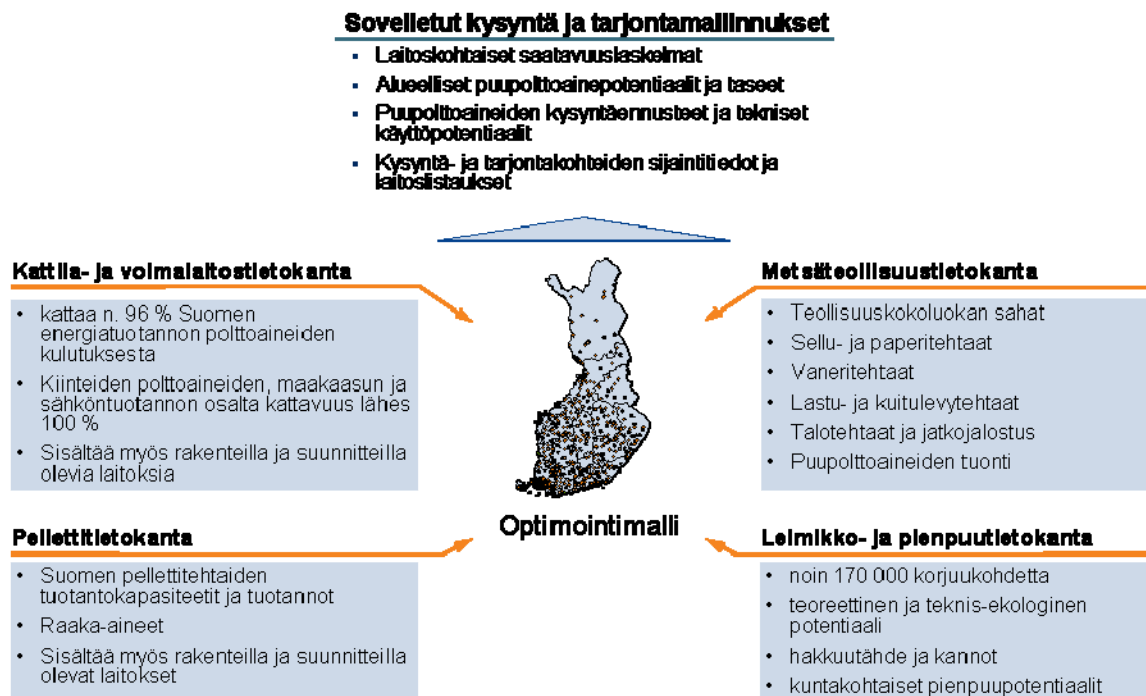 Sovelletut kysyntä ja tarjontamallinnukset
Laitoskohtaiset saatavuuslaskelmat
Alueelliset puupolttoainepotentiaalit ja taseet
Puupolttoaineiden kysyntäennusteet ja tekniset
käyttöpotentiaalit
Kysyntä- ja tarjontakohteiden sijaintitiedot ja
laitoslistaukset
Kattila- ja voimalaitostietokanta
• kattaa n. 96 % Suomen
energiatuotannon polttoaineiden
kulutuksesta
• Kiinteiden polttoaineiden, maakaasun ja
sähköntuotannon osalta kattavuus lähes
100 %
• Sisältää myös rakenteilla ja suunnitteilla
olevia laitoksia
Metsäteollisuustietokanta
• Teollisuuskokoluokan sahat
• Sellu- ja paperitehtaat
• Vaneritehtaat
• Lastu- ja kuitulevytehtaat
• Talotehtaat ja jatkojalostus
• Puupolttoaineiden tuonti
Optimointimalli
Pellettitietokanta
• Suomen pellettitehtaiden
tuotantokapasiteetit ja tuotannot
• Raaka-aineet
• Sisältää myös rakenteilla ja suunnitteilla
olevat laitokset
Leimikko- ja pienpuutietokanta
• noin 170 000 korjuukohdetta
• teoreettinen ja teknis-ekologinen
potentiaali
• hakkuutähde ja kannot
• kuntakohtaiset pienpuupotentiaalit